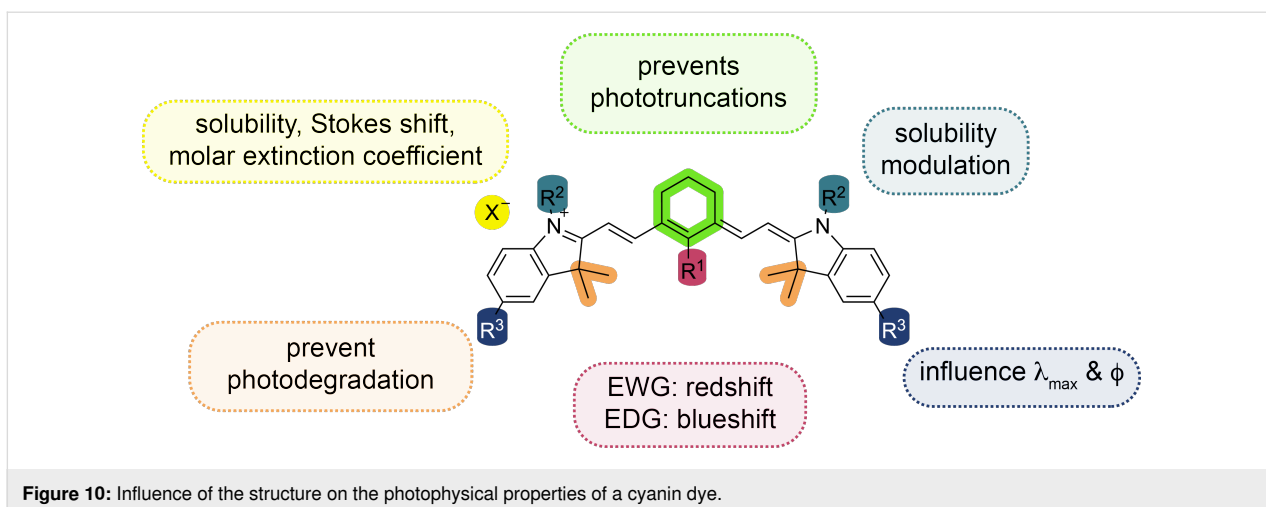 prevents
phototruncations
solubility, Stokes shift,
molar extinction coefficient
solubility
modulation
X⁻
R²
N⁺
R¹
R²
N
R³
R³
prevent
photodegradation
EWG: redshift
EDG: blueshift
influence λmax & ϕ
Figure 10: Influence of the structure on the photophysical properties of a cyanin dye.